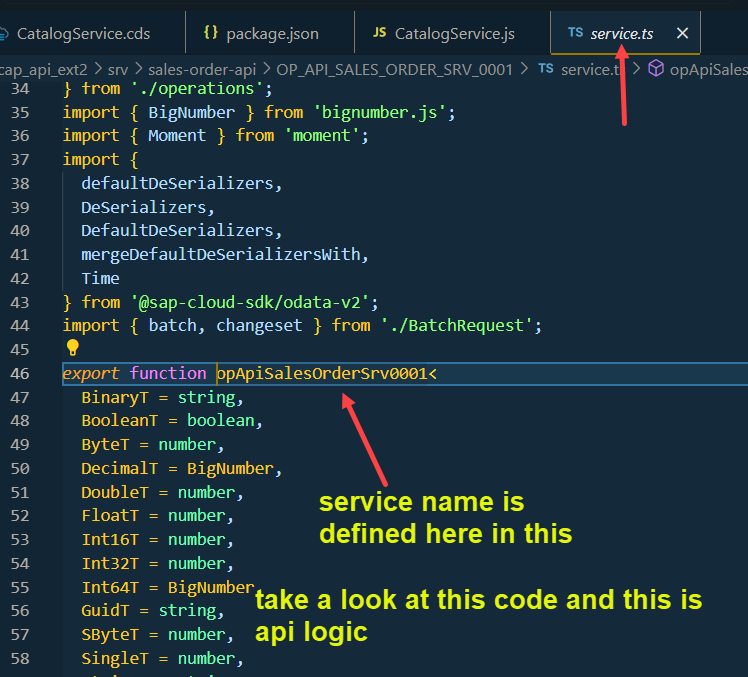 CatalogService.cds
{} package.json
JS CatalogService.js
TS service.ts ×
cap_api_ext2 > srv > sales-order-api > OP_API_SALES_ORDER_SRV_0001 > TS service.ts > opApiSales
34 } from './operations';
35 import { BigNumber } from 'bignumber.js';
36 import { Moment } from 'moment';
37 import {
38 defaultDeSerializers,
39 DeSerializers,
40 DefaultDeSerializers,
41 mergeDefaultDeSerializersWith,
42 Time
43 } from '@sap-cloud-sdk/odata-v2';
44 import { batch, changeset } from './BatchRequest';
45
46 export function opApiSalesOrderSrv0001<
47 BinaryT = string,
48 BooleanT = boolean,
49 ByteT = number,
50 DecimalT = BigNumber,
51 DoubleT = number,
52 FloatT = number,
53 Int16T = number,
54 Int32T = number,
55 Int64T = BigNumber,
56 GuidT = string,
57 SByteT = number,
58 SingleT = number,
service name is
defined here in this
take a look at this code and this is
api logic